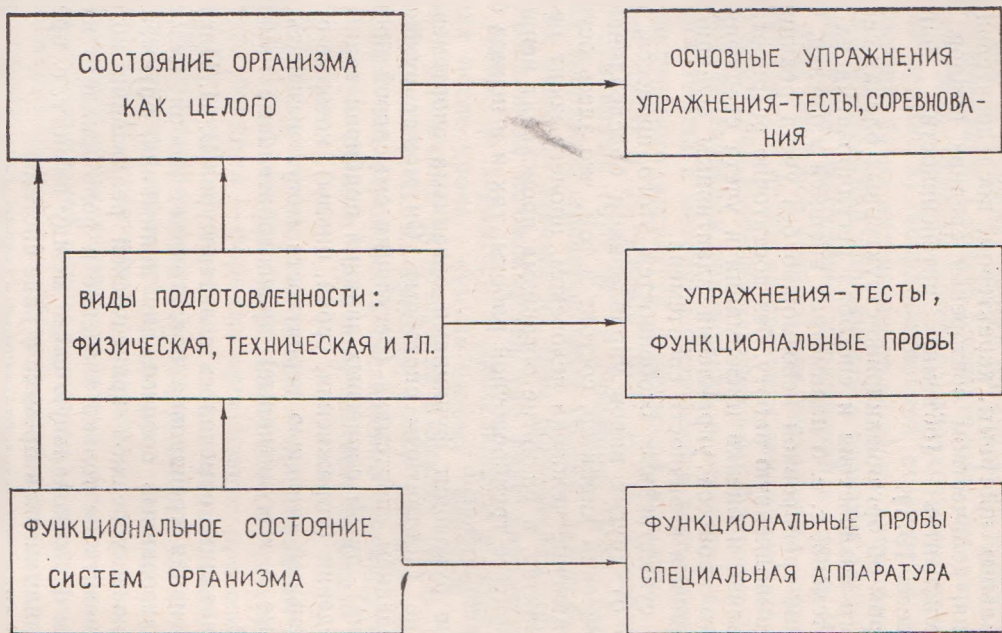 СОСТОЯНИЕ ОРГАНИЗМА
КАК ЦЕЛОГО
ОСНОВНЫЕ УПРАЖНЕНИЯ
УПРАЖНЕНИЯ-ТЕСТЫ, СОРЕВНОВА-
НИЯ
ВИДЫ ПОДГОТОВЛЕННОСТИ:
ФИЗИЧЕСКАЯ, ТЕХНИЧЕСКАЯ И Т.П.
УПРАЖНЕНИЯ-ТЕСТЫ,
ФУНКЦИОНАЛЬНЫЕ ПРОБЫ
ФУНКЦИОНАЛЬНОЕ СОСТОЯНИЕ
СИСТЕМ ОРГАНИЗМА
ФУНКЦИОНАЛЬНЫЕ ПРОБЫ
СПЕЦИАЛЬНАЯ АППАРАТУРА